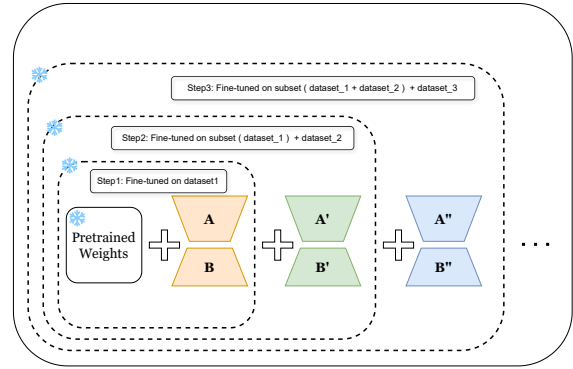 Step3: Fine-tuned on subset ( dataset_1 + dataset_2 ) + dataset_3
Step2: Fine-tuned on subset ( dataset_1 ) + dataset_2
Step1: Fine-tuned on dataset1
Pretrained
Weights
A
B
A'
B'
A"
B"
...